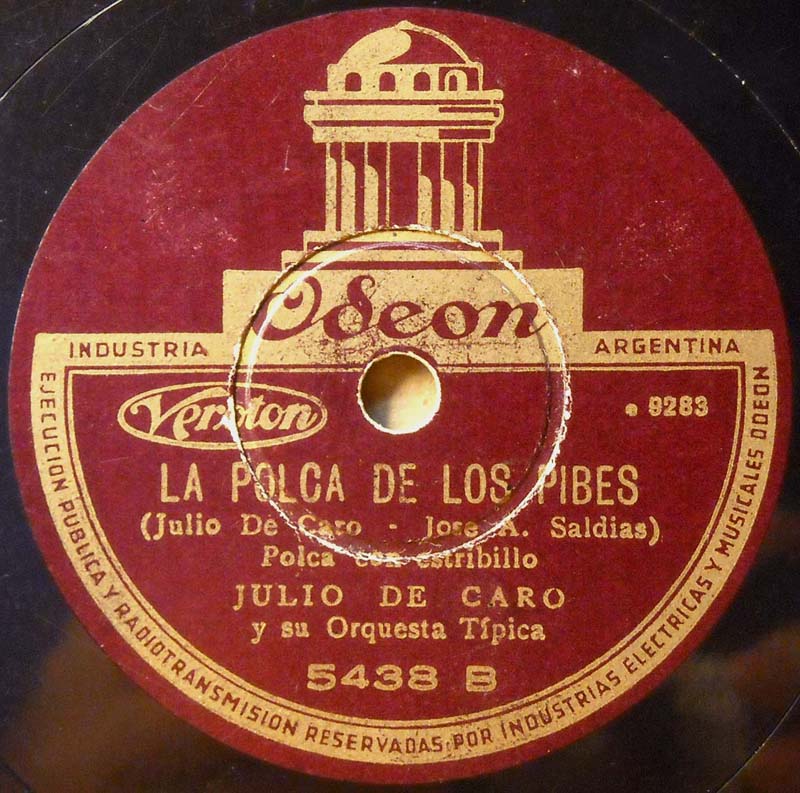 Odeon
INDUSTRIA ARGENTINA
Veroton
e 9283
LA POLCA DE LOS PIBES
(Julio De Caro - Jose A. Saldias)
Polca con estribillo
JULIO DE CARO
y su Orquesta Típica
5438 B
EJECUCION PUBLICA Y RADIOTRANSMISION RESERVADAS POR INDUSTRIAS ELECTRICAS Y MUSICALES ODEON